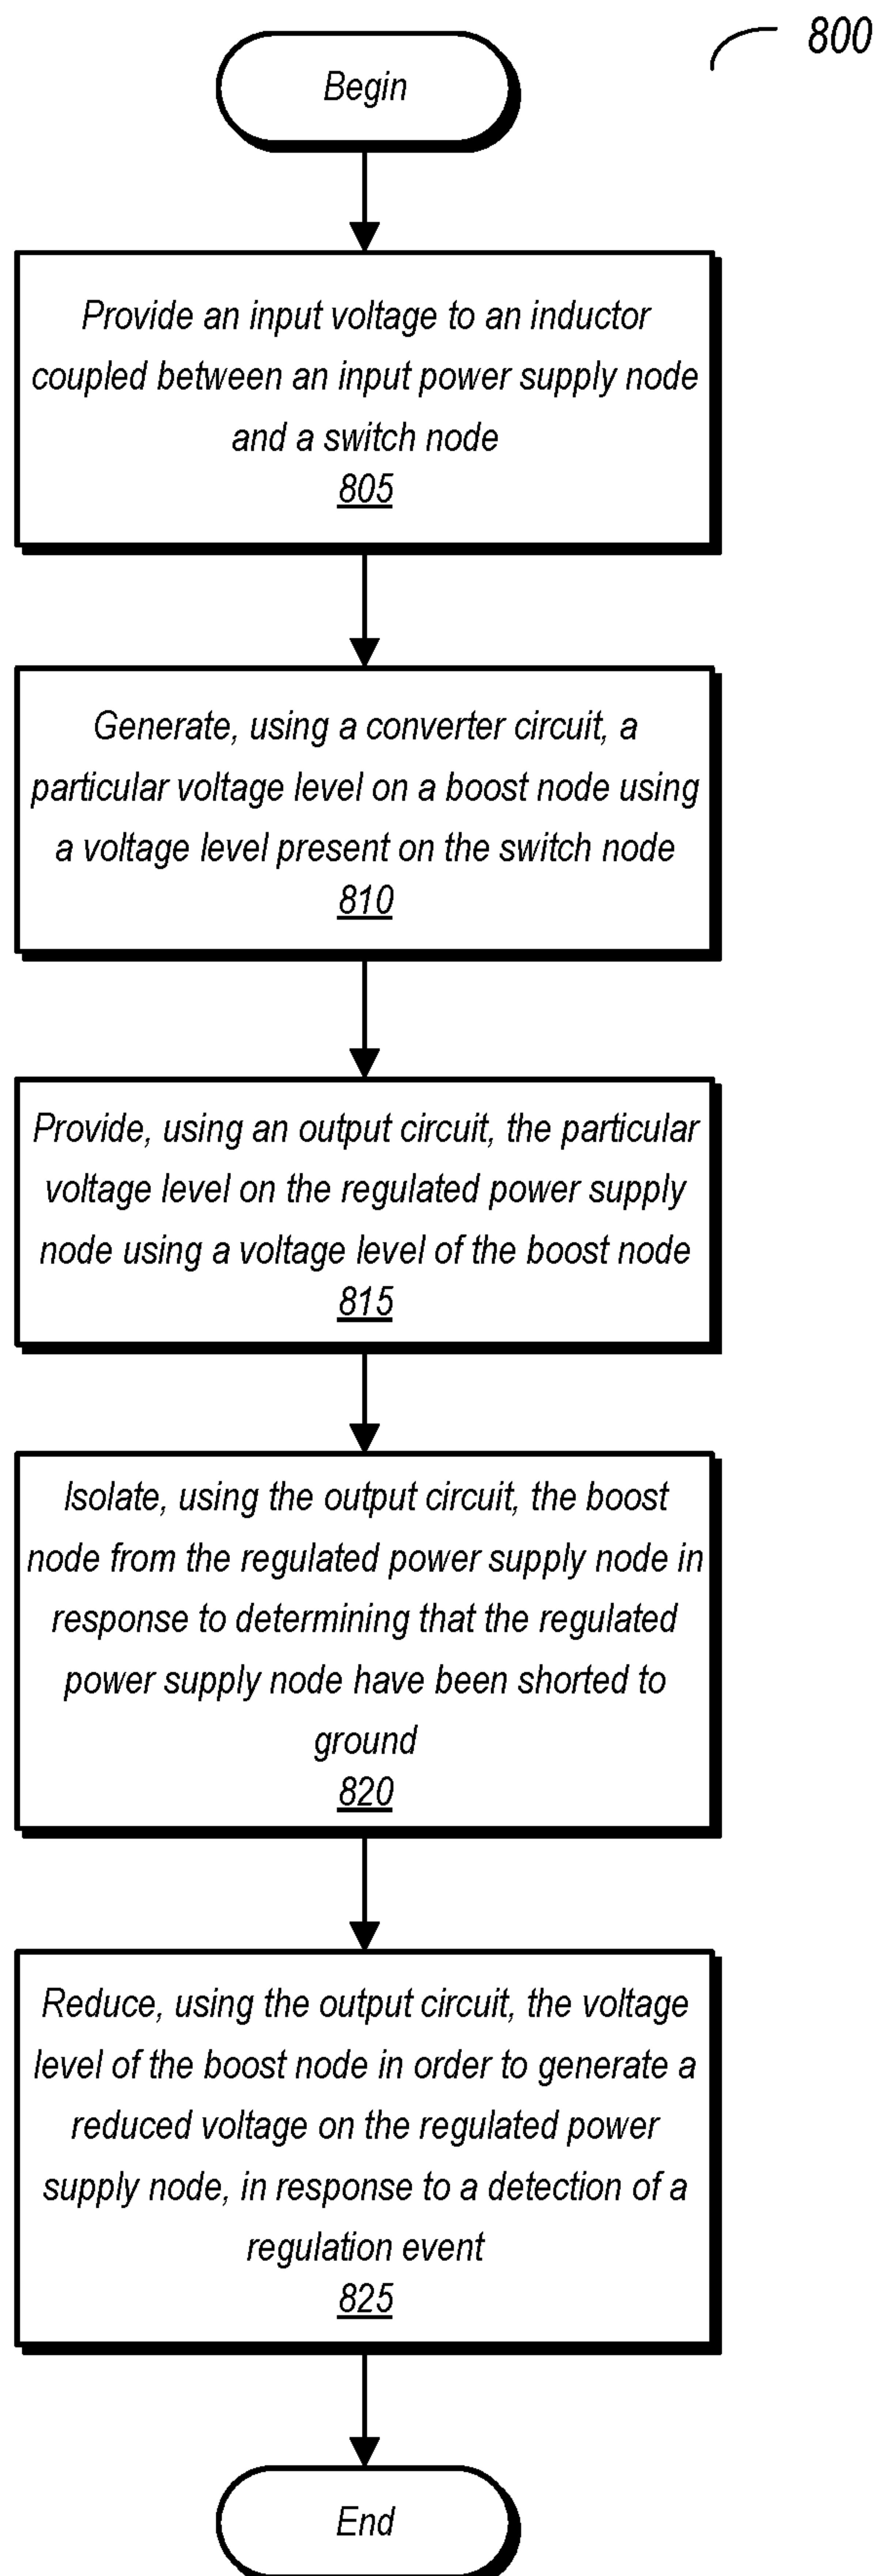 800
Begin
Provide an input voltage to an inductor
coupled between an input power supply node
and a switch node
805
Generate, using a converter circuit, a
particular voltage level on a boost node using
a voltage level present on the switch node
810
Provide, using an output circuit, the particular
voltage level on the regulated power supply
node using a voltage level of the boost node
815
Isolate, using the output circuit, the boost
node from the regulated power supply node in
response to determining that the regulated
power supply node have been shorted to
ground
820
Reduce, using the output circuit, the voltage
level of the boost node in order to generate a
reduced voltage on the regulated power
supply node, in response to a detection of a
regulation event
825
End